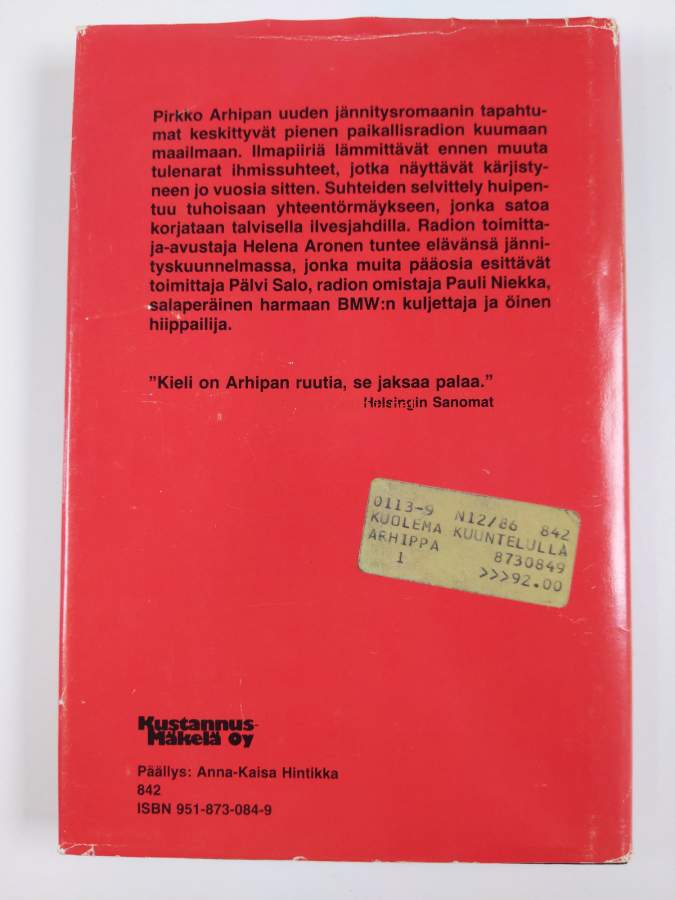 Pirkko Arhipan uuden jännitysromaanin tapahtu-
mat keskittyvät pienen paikallisradion kuumaan
maailmaan. Ilmapiiriä lämmittävät ennen muuta
tulenarat ihmissuhteet, jotka näyttävät kärjisty-
neen jo vuosia sitten. Suhteiden selvittely huipen-
tuu tuhoisaan yhteentörmäykseen, jonka satoa
korjataan talvisella ilvesjahdilla. Radion toimitta-
ja-avustaja Helena Aronen tuntee elävänsä jänni-
tyskuunnelmassa, jonka muita pääosia esittävät
toimittaja Pälvi Salo, radion omistaja Pauli Niekka,
salaperäinen harmaan BMW:n kuljettaja ja öinen
hiippailija.
”Kieli on Arhipan ruutia, se jaksaa palaa.”
Helsingin Sanomat
0113-9 N12/86 842
KUOLEMA KUUNTELULLA
ARHIPPA 8730849
1 >>>92.00
Kustannus-
Mäkelä Oy
Päällys: Anna-Kaisa Hintikka
842
ISBN 951-873-084-9